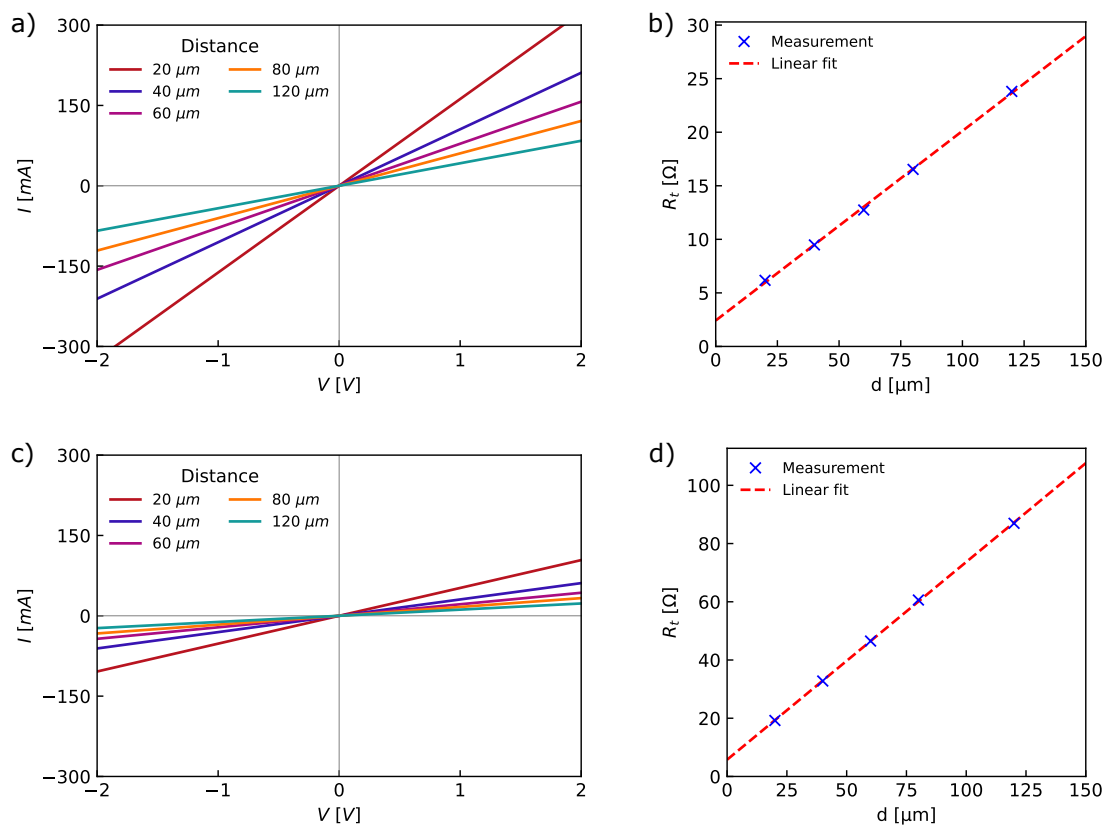 a)
300
150
0
−150
−300
I [mA]
Distance
20 μm
40 μm
60 μm
80 μm
120 μm
−2
−1
0
1
2
V [V]
b)
30
25
20
15
10
5
0
R_t [Ω]
Measurement
Linear fit
0
25
50
75
100
125
150
d [μm]
c)
300
150
0
−150
−300
I [mA]
Distance
20 μm
40 μm
60 μm
80 μm
120 μm
−2
−1
0
1
2
V [V]
d)
100
80
60
40
20
0
R_t [Ω]
Measurement
Linear fit
0
25
50
75
100
125
150
d [μm]